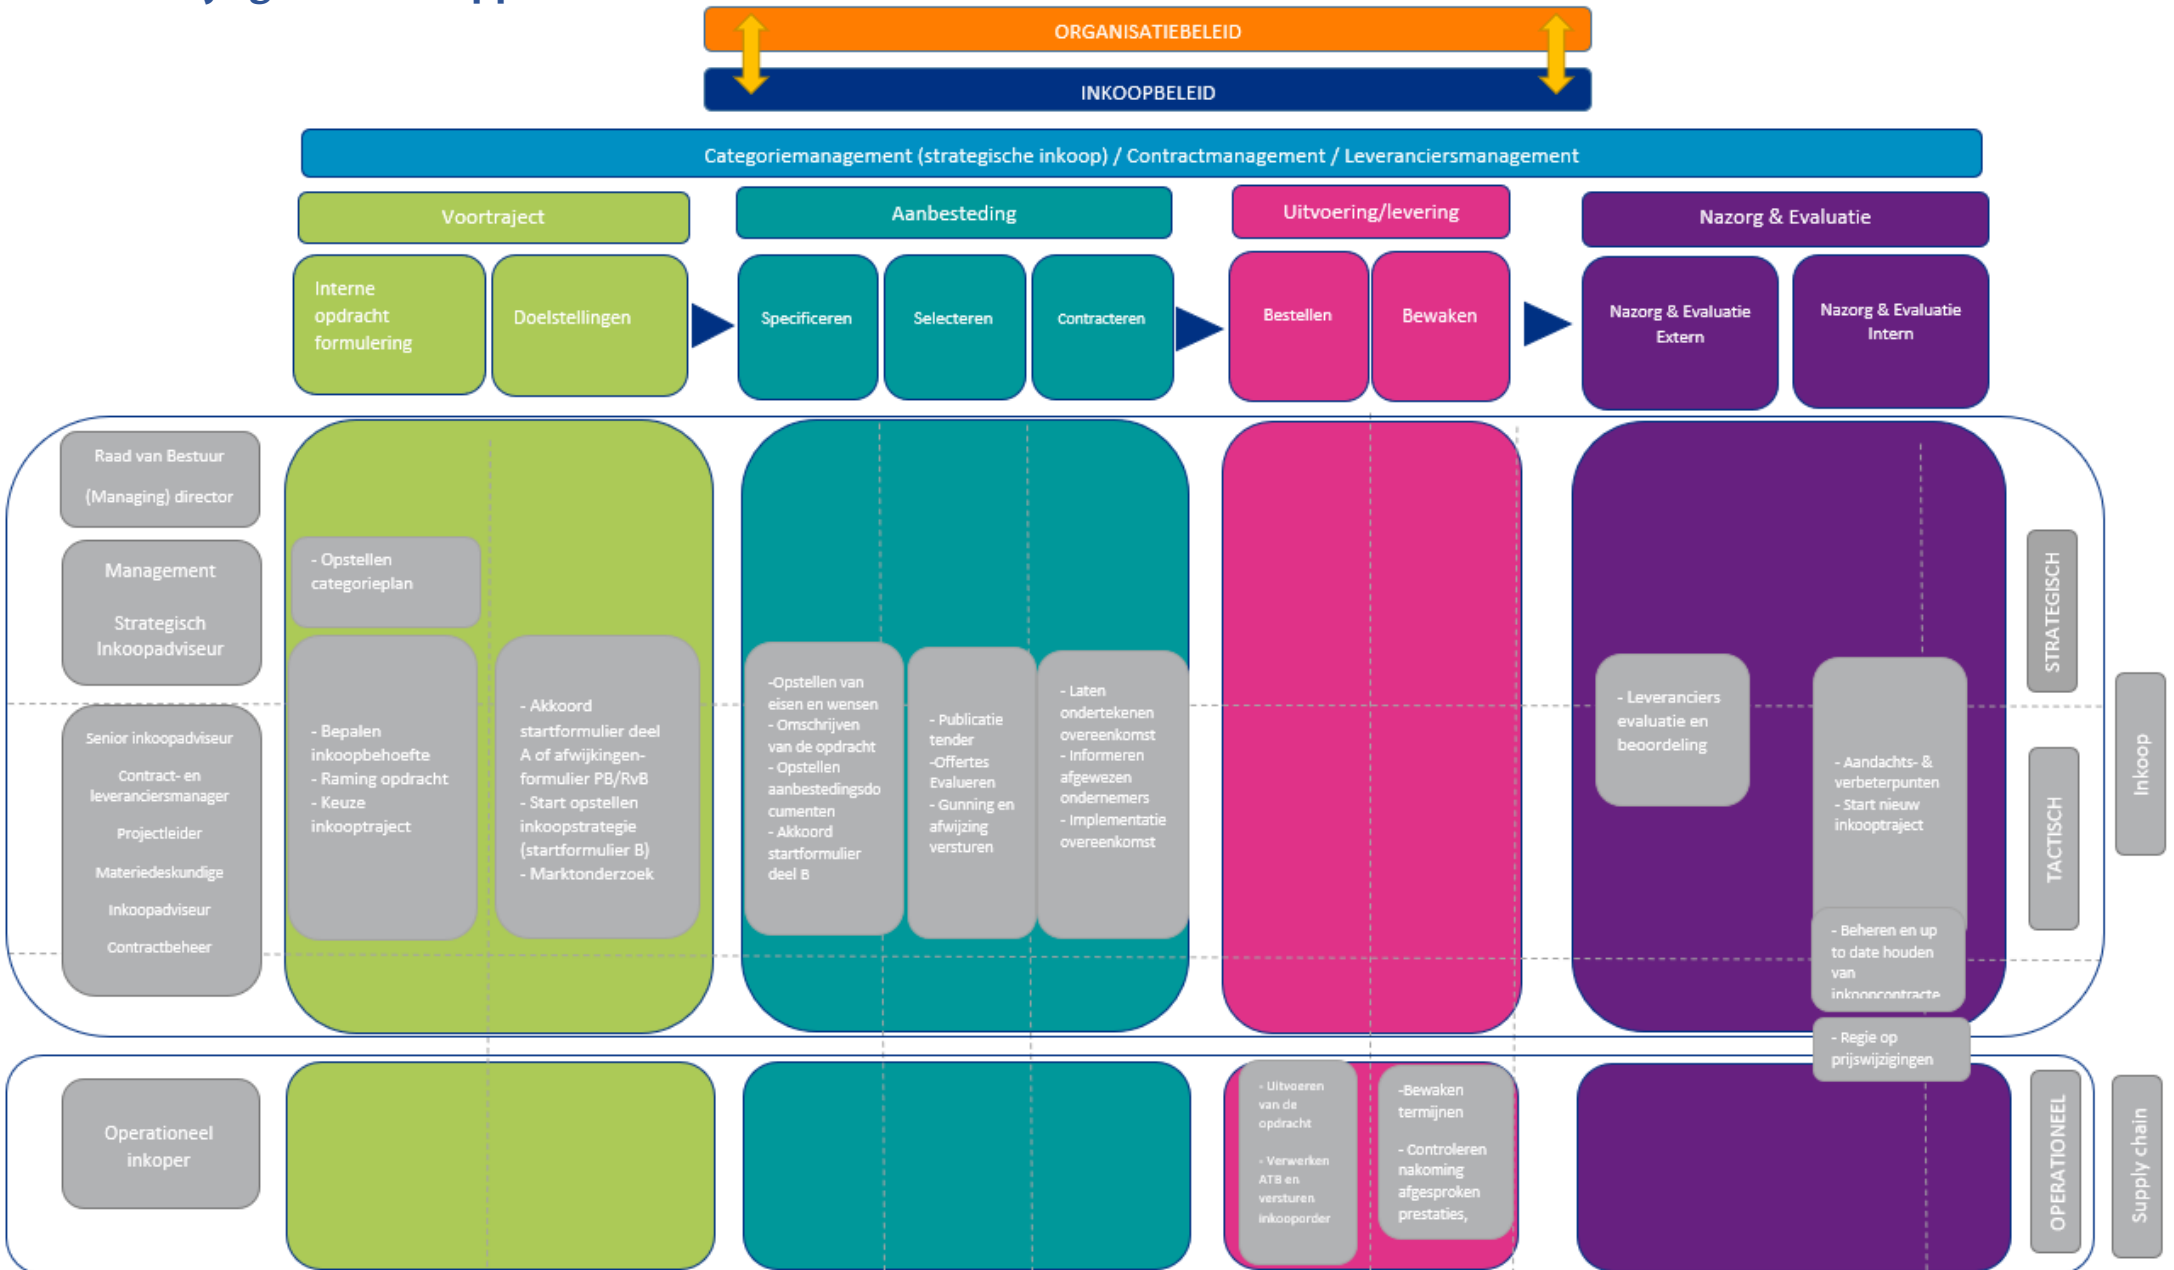 ORGANISATIEBELEID
INKOOPBELEID
Categoriemanagement (strategische inkoop) / Contractmanagement / Leveranciersmanagement
Voortraject
Aanbesteding
Uitvoering/levering
Nazorg & Evaluatie
Interne
opdracht
formulering
Doelstellingen
Specificeren
Selecteren
Contracteren
Bestellen
Bewaken
Nazorg & Evaluatie
Extern
Nazorg & Evaluatie
Intern
Raad van Bestuur
(Managing) director
Management
Strategisch
Inkoopadviseur
- Opstellen
categorieplan
STRATEGISCH
Senior inkoopadviseur
Contract- en
leveranciersmanager
Projectleider
Materiedeskundige
Inkoopadviseur
Contractbeheer
- Bepalen
inkoopbehoefte
- Raming opdracht
- Keuze
inkooptraject
- Akkoord
startformulier deel
A of afwijkingen-
formulier PB/RvB
- Start opstellen
inkoopstrategie
(startformulier B)
- Marktonderzoek
-Opstellen van
eisen en wensen
- Omschrijven
van de opdracht
- Opstellen
aanbestedingsdo
cumenten
- Akkoord
startformulier
deel B
- Publicatie
tender
-Offertes
Evalueren
- Gunning en
afwijzing
versturen
- Laten
ondertekenen
overeenkomst
- Informeren
afgewezen
ondernemers
- Implementatie
overeenkomst
- Leveranciers
evaluatie en
beoordeling
- Aandachts- &
verbeterpunten
- Start nieuw
inkooptraject
- Beheren en up
to date houden
van
inkoopcontracte
- Regie op
prijswijzigingen
TACTISCH
Inkoop
Operationeel
inkoper
- Uitvoeren
van de
opdracht
- Verwerken
ATB en
versturen
inkooporder
-Bewaken
termijnen
- Controleren
nakoming
afgesproken
prestaties,
OPERATIONEEL
Supply chain